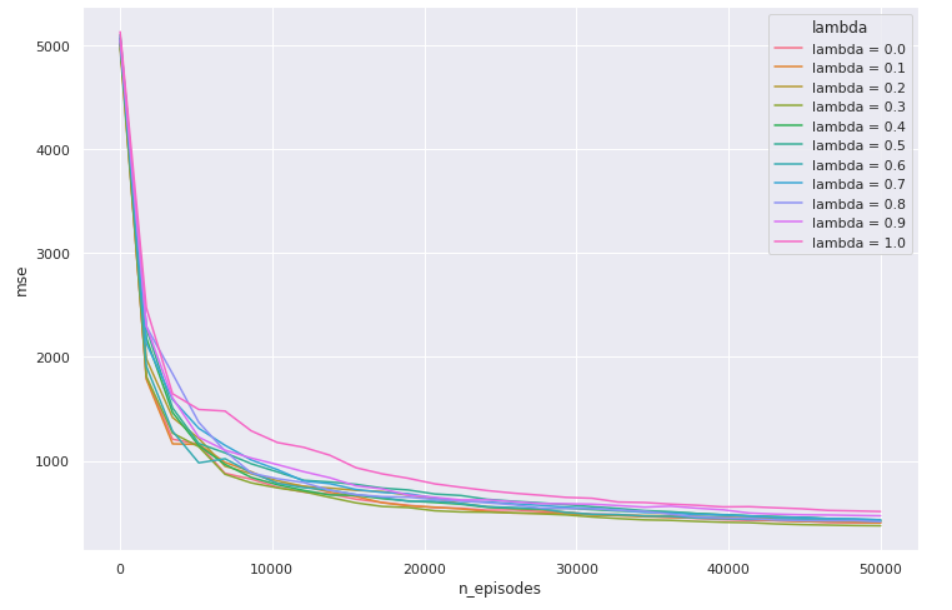 5000
4000
3000
2000
1000
mse
0
10000
20000
30000
40000
50000
n_episodes
lambda
lambda = 0.0
lambda = 0.1
lambda = 0.2
lambda = 0.3
lambda = 0.4
lambda = 0.5
lambda = 0.6
lambda = 0.7
lambda = 0.8
lambda = 0.9
lambda = 1.0